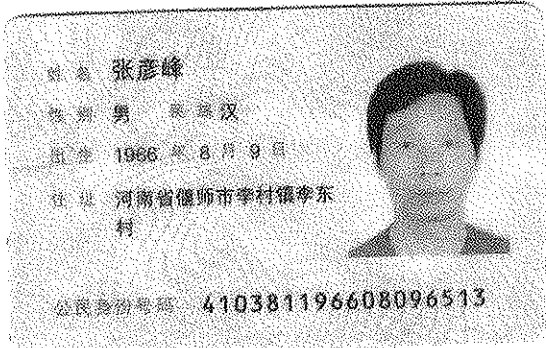 姓名 张彦峰
性别 男 民族 汉
出生 1966 年 8 月 9 日
住址 河南省偃师市李村镇李东
村
公民身份号码 410381196608096513